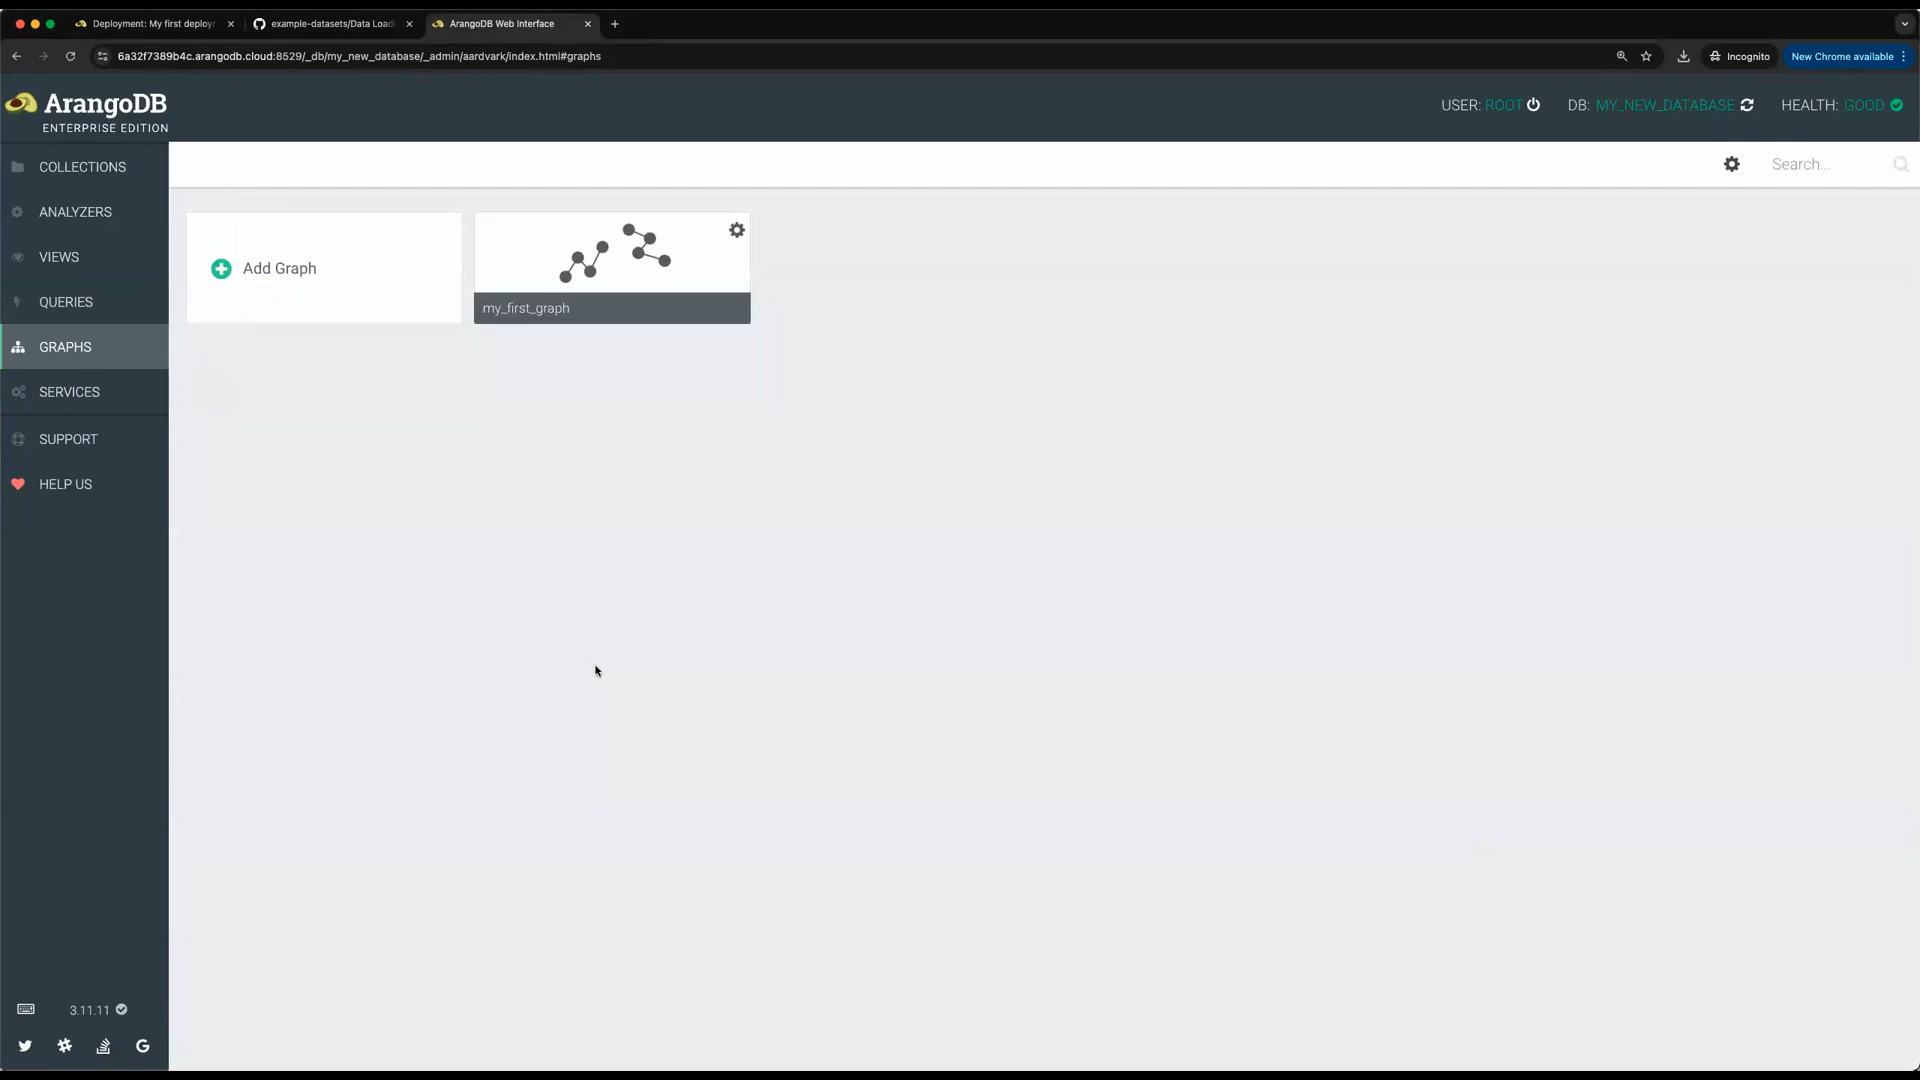 Deployment: My first deploym
example-datasets/Data Load
ArangoDB Web Interface
6a32f7389b4c.arangodb.cloud:8529/_db/my_new_database/_admin/aardvark/index.html#graphs
Incognito
New Chrome available
ArangoDB
ENTERPRISE EDITION
USER: ROOT
DB: MY_NEW_DATABASE
HEALTH: GOOD
COLLECTIONS
Search...
ANALYZERS
VIEWS
Add Graph
QUERIES
my_first_graph
GRAPHS
SERVICES
SUPPORT
HELP US
3.11.11